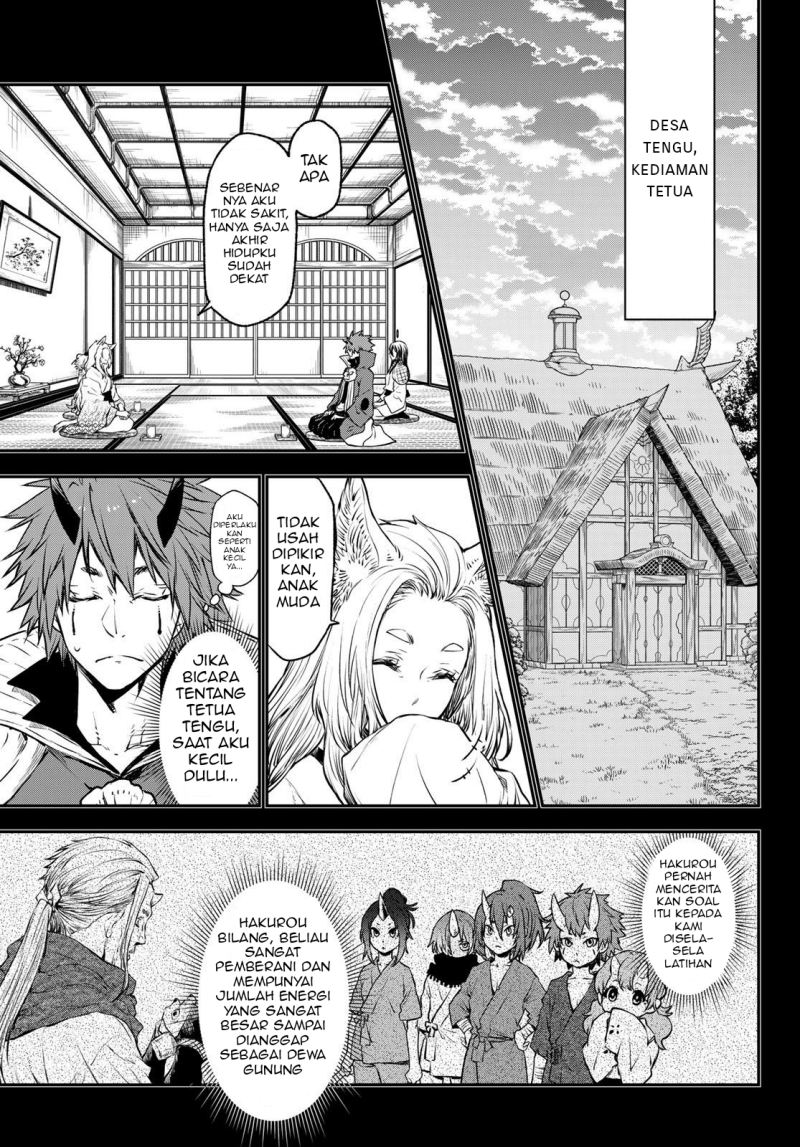 DESA
TENGU,
KEDIAMAN
TETUA
TAK
APA
SEBENAR
NYA AKU
TIDAK SAKIT,
HANYA SAJA
AKHIR
HIDUPKU
SUDAH
DEKAT
TIDAK
USAH
DIPIKIR
KAN,
ANAK
MUDA
AKU
DIPERLAKU
KAN SEPERTI
ANAK
KECIL
YA...
JIKA
BICARA
TENTANG
TETUA
TENGU,
SAAT AKU
KECIL
DULU...
HAKUROU
PERNAH
MENCERITA
KAN SOAL
ITU KEPADA
KAMI
DISELA-
SELA
LATIHAN
HAKUROU
BILANG, BELIAU
SANGAT
PEMBERANI DAN
MEMPUNYAI
JUMLAH ENERGI
YANG SANGAT
BESAR SAMPAI
DIANGGAP
SEBAGAI DEWA
GUNUNG